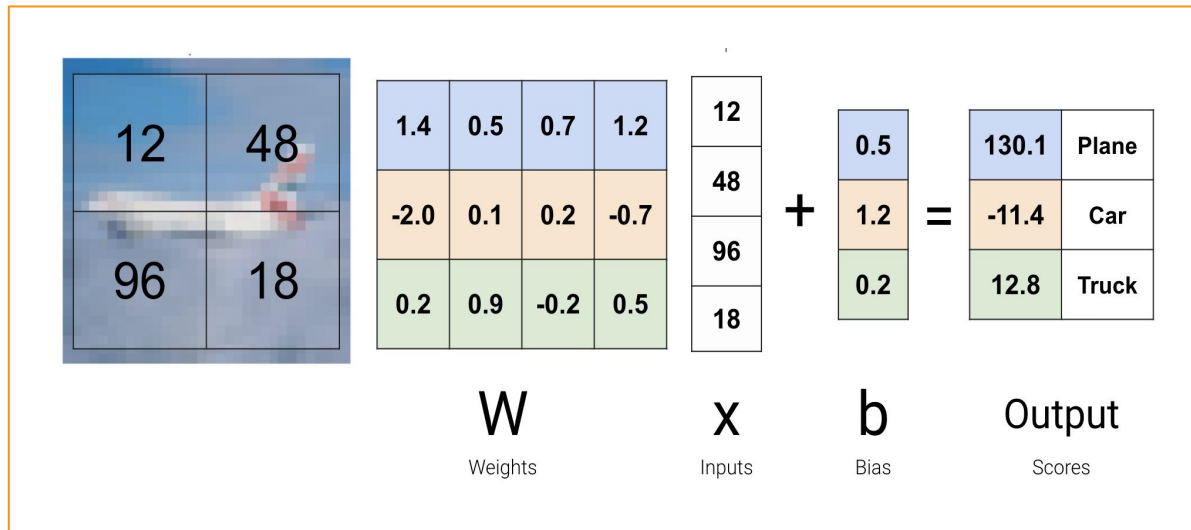 12 48
96 18
1.4 0.5 0.7 1.2
-2.0 0.1 0.2 -0.7
0.2 0.9 -0.2 0.5
12
48
96
18
+
0.5
1.2
0.2
=
130.1 Plane
-11.4 Car
12.8 Truck
W x b Output
Weights Inputs Bias Scores